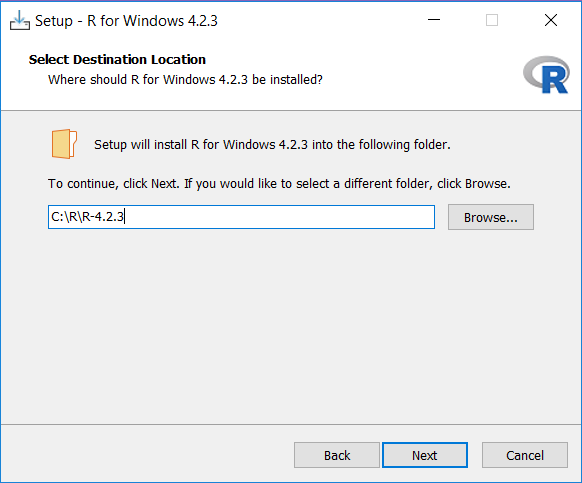 Setup - R for Windows 4.2.3
Select Destination Location
Where should R for Windows 4.2.3 be installed?
R
Setup will install R for Windows 4.2.3 into the following folder.
To continue, click Next. If you would like to select a different folder, click Browse.
C:\R\R-4.2.3
Browse...
Back
Next
Cancel